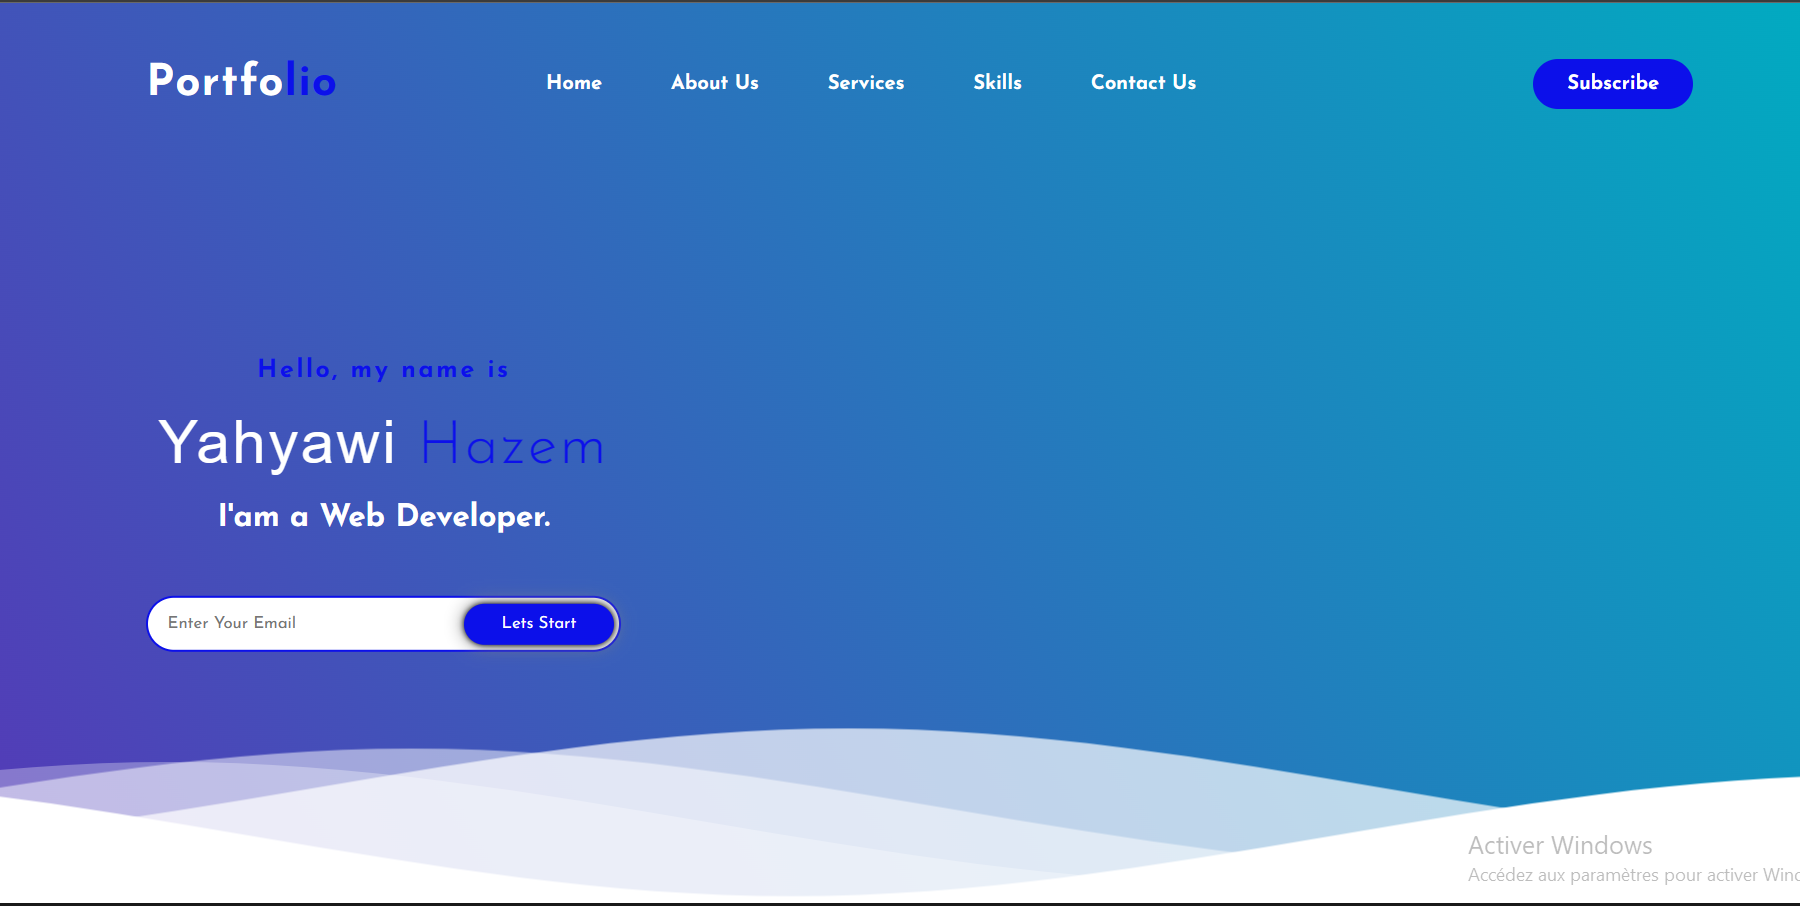 Portfolio
Home
About Us
Services
Skills
Contact Us
Subscribe
Hello, my name is
Yahyawi Hazem
I'am a Web Developer.
Enter Your Email
Lets Start
Activer Windows
Accédez aux paramètres pour activer